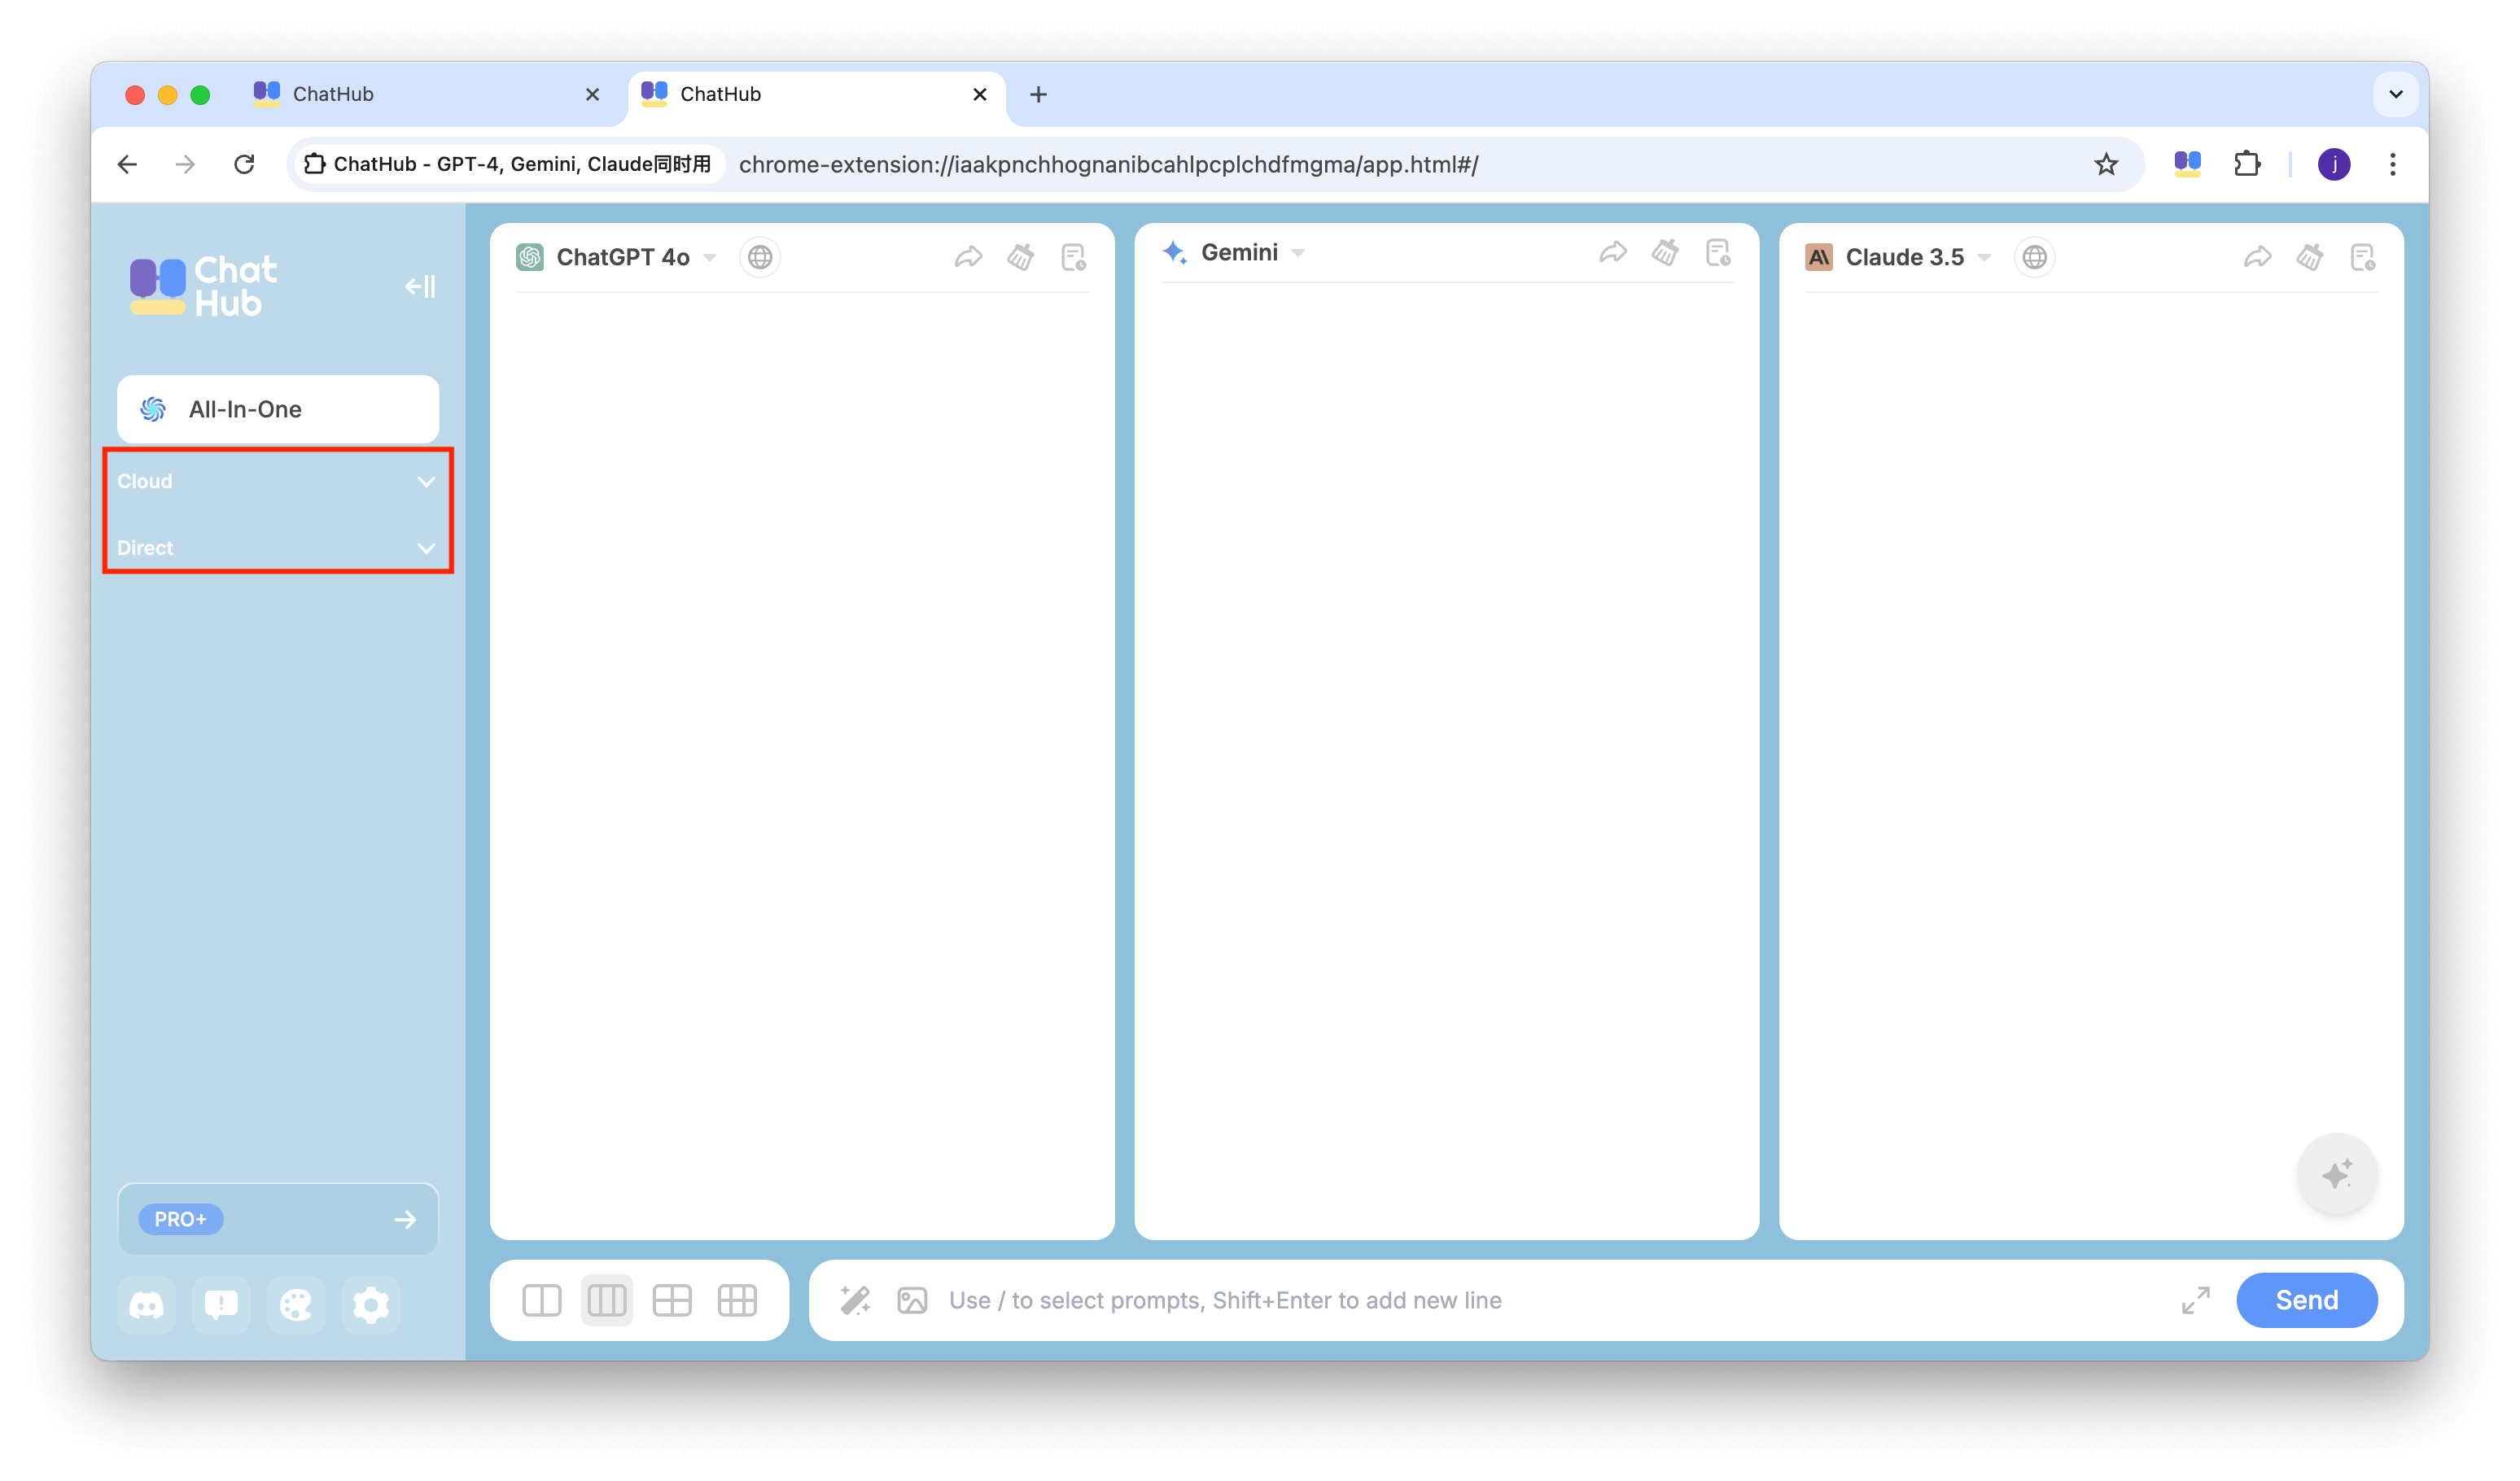 ChatHub
ChatHub
ChatHub - GPT-4, Gemini, Claude同时用
chrome-extension://iaakpnchhognanibcahlpcplchdfmgma/app.html#/
j
Chat
Hub
All-In-One
Cloud
Direct
PRO+
ChatGPT 4o
Gemini
Claude 3.5
Use / to select prompts, Shift+Enter to add new line
Send